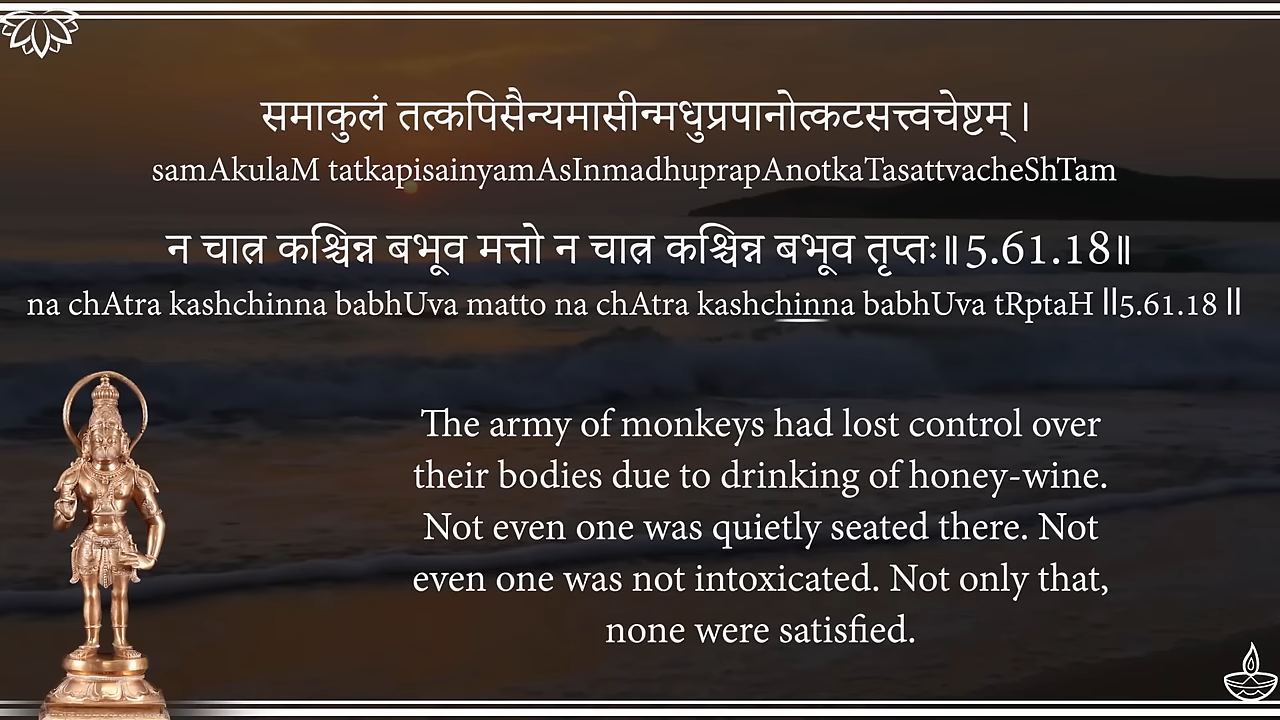 समाकुलं तत्कपिसैन्यमासीन्मधुप्रपानोत्कटसत्त्वचेष्टम् ।
samAkulaM tatkapisainyamAsInmadhuprapAnotkaTasattvacheShTam
न चात्र कश्चिन्न बभूव मत्तो न चात्र कश्चिन्न बभूव तृप्तः॥5.61.18॥
na chAtra kashchinna babhUva matto na chAtra kashchinna babhUva tRptaH ॥5.61.18 ॥
The army of monkeys had lost control over
their bodies due to drinking of honey-wine.
Not even one was quietly seated there. Not
even one was not intoxicated. Not only that,
none were satisfied.